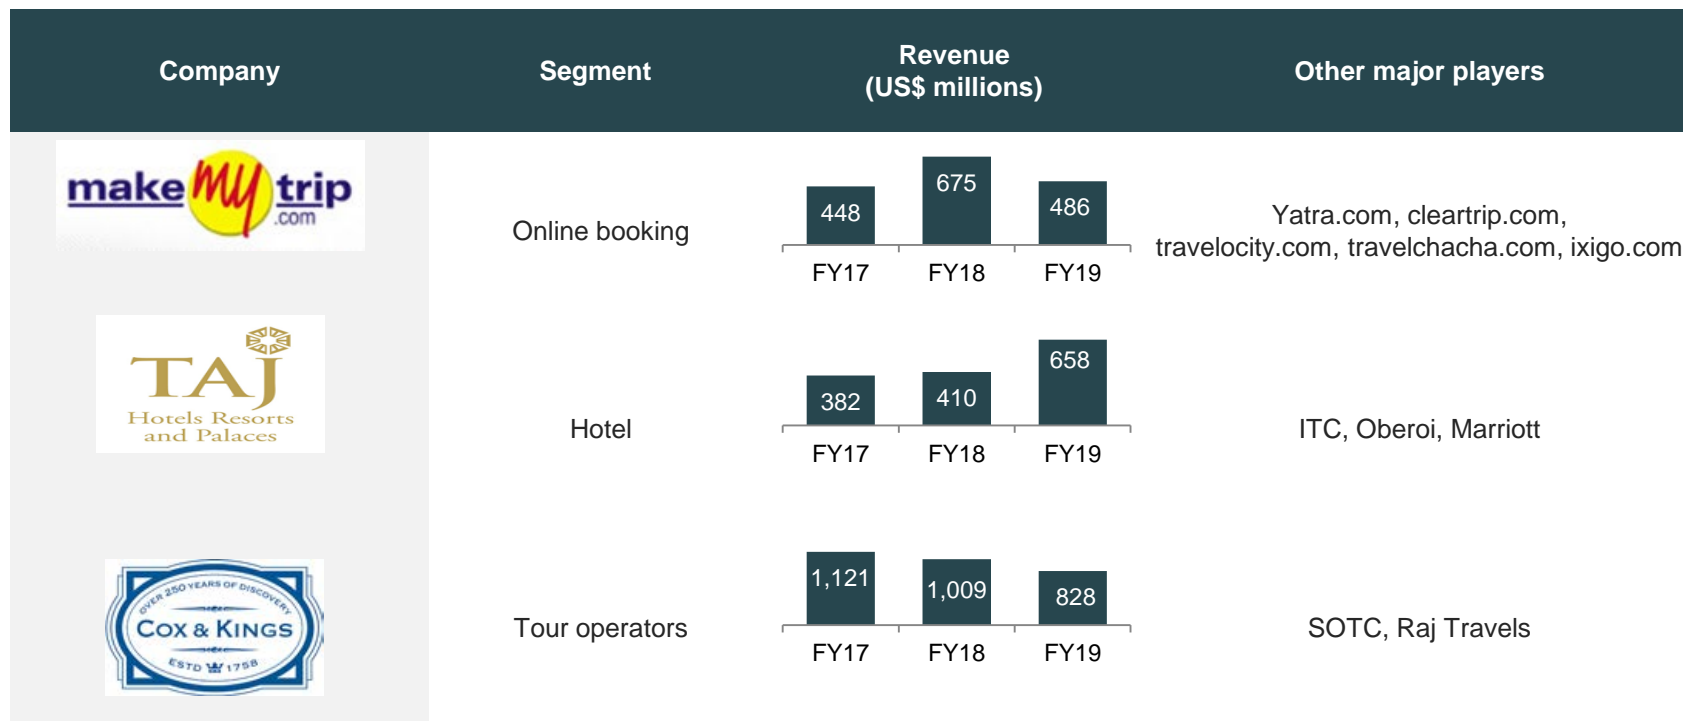 Company
Segment
Revenue
(US$ millions)
Other major players
make my trip
.com
Online booking
448
675
486
FY17
FY18
FY19
Yatra.com, cleartrip.com,
travelocity.com, travelchacha.com, ixigo.com
TAJ
Hotels Resorts
and Palaces
Hotel
382
410
658
FY17
FY18
FY19
ITC, Oberoi, Marriott
OVER 250 YEARS OF DISCOVERY
COX & KINGS
ESTD 1758
Tour operators
1,121
1,009
828
FY17
FY18
FY19
SOTC, Raj Travels